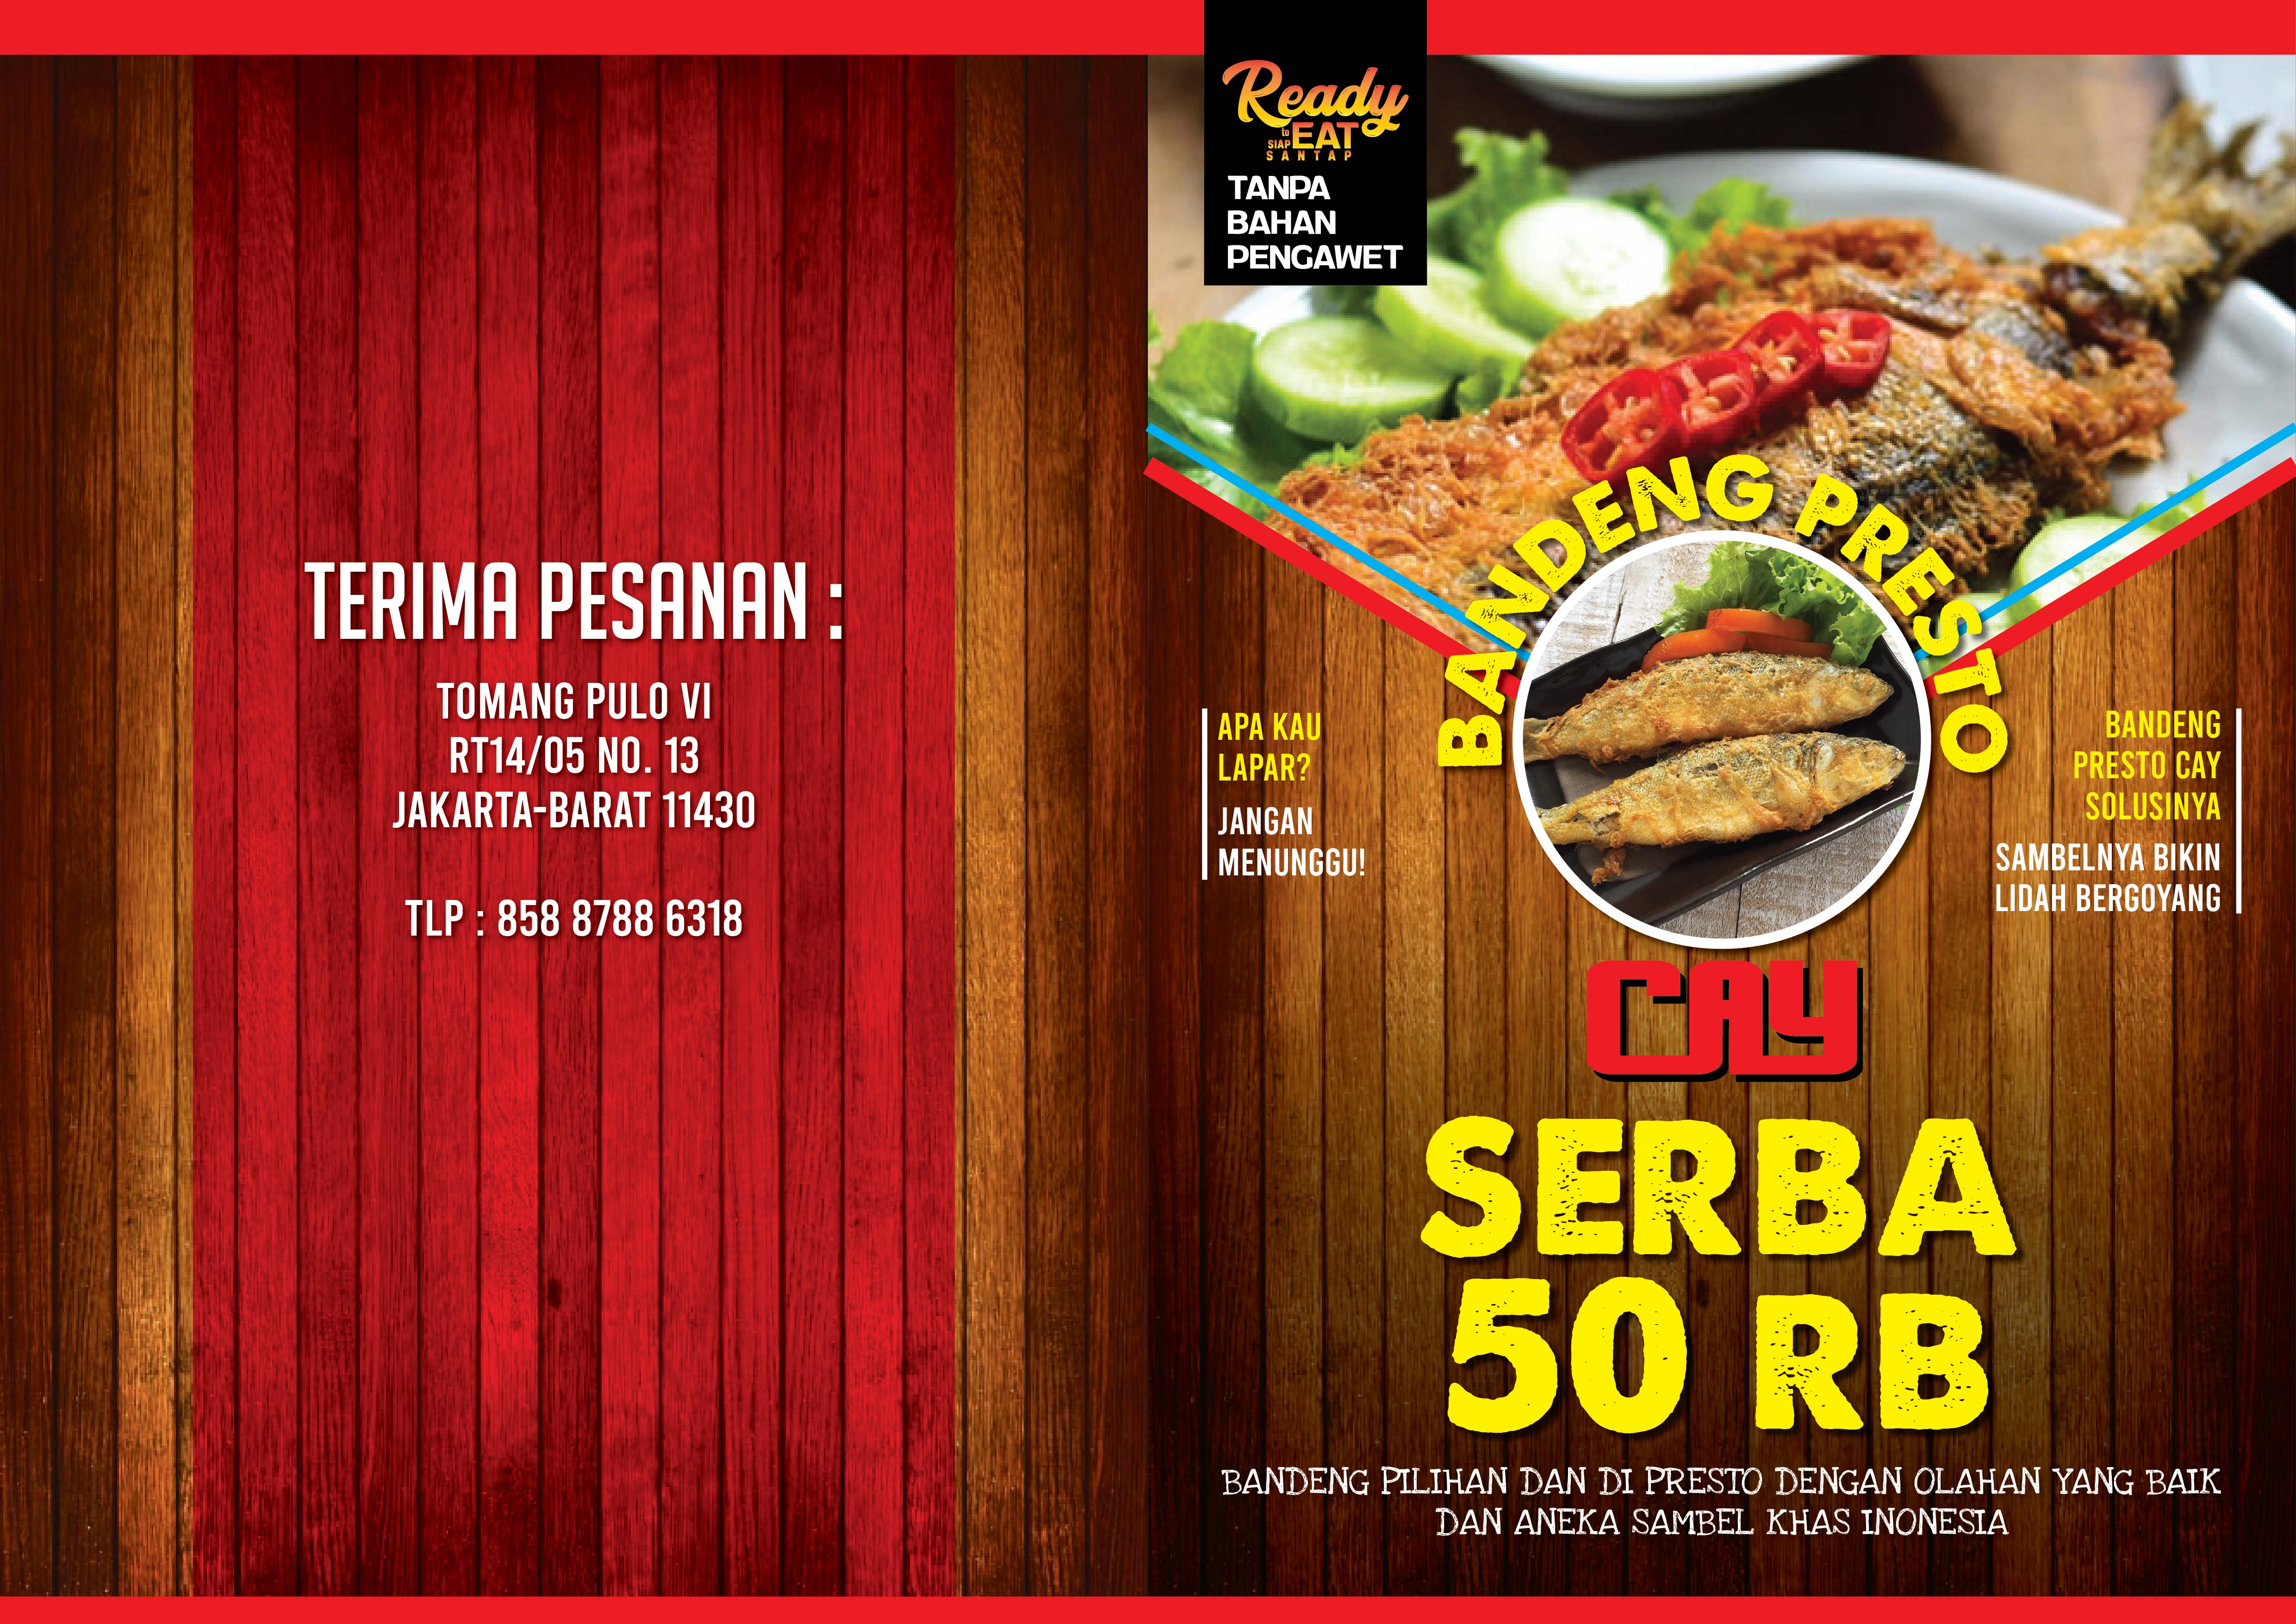 TERIMA PESANAN :
TOMANG PULO VI
RT14/05 NO. 13
JAKARTA-BARAT 11430
TLP : 858 8788 6318
Ready
to EAT
SIAP
SANTAP
TANPA
BAHAN
PENGAWET
BANDENG PRESTO
APA KAU
LAPAR?
JANGAN
MENUNGGU!
BANDENG
PRESTO CAY
SOLUSINYA
SAMBELNYA BIKIN
LIDAH BERGOYANG
CAY
SERBA
50 RB
BANDENG PILIHAN DAN DI PRESTO DENGAN OLAHAN YANG BAIK
DAN ANEKA SAMBEL KHAS INONESIA